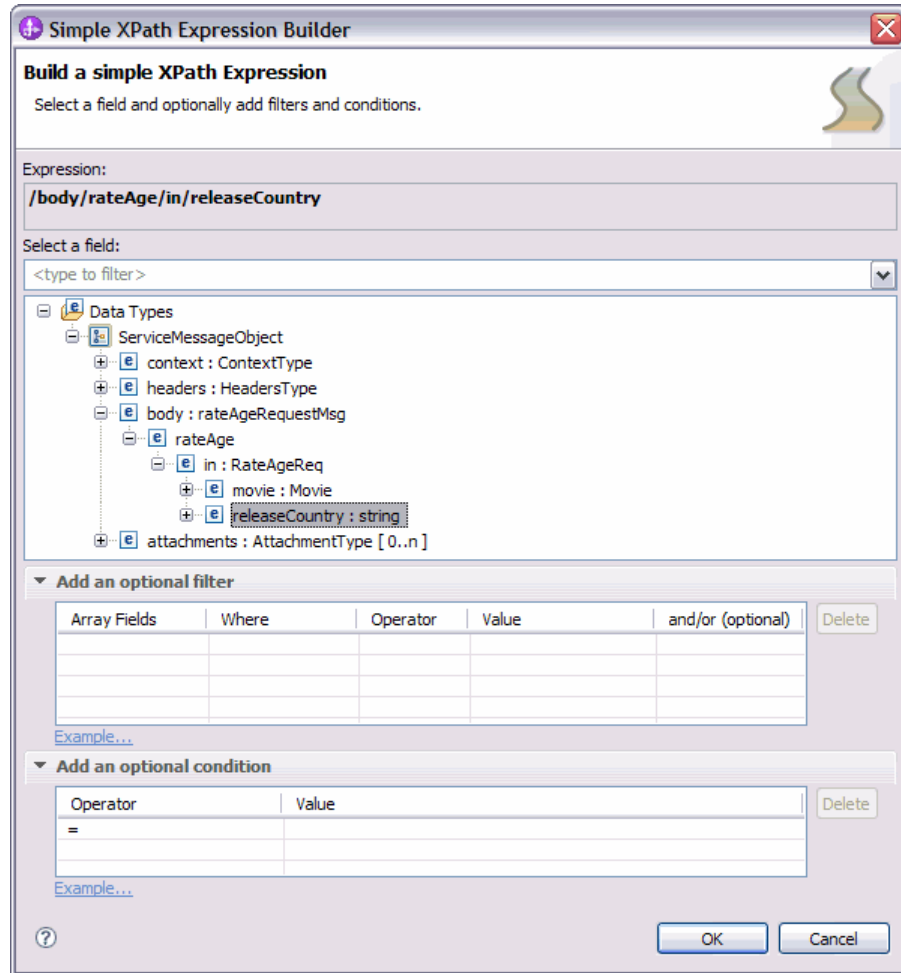 Simple XPath Expression Builder
Build a simple XPath Expression
Select a field and optionally add filters and conditions.
Expression:
/body/rateAge/in/releaseCountry
Select a field:
<type to filter>
Data Types
ServiceMessageObject
context : ContextType
headers : HeadersType
body : rateAgeRequestMsg
rateAge
in : RateAgeReq
movie : Movie
releaseCountry : string
attachments : AttachmentType [ 0..n ]
Add an optional filter
Array Fields Where Operator Value and/or (optional) Delete
Example...
Add an optional condition
Operator Value Delete
=
Example...
OK Cancel